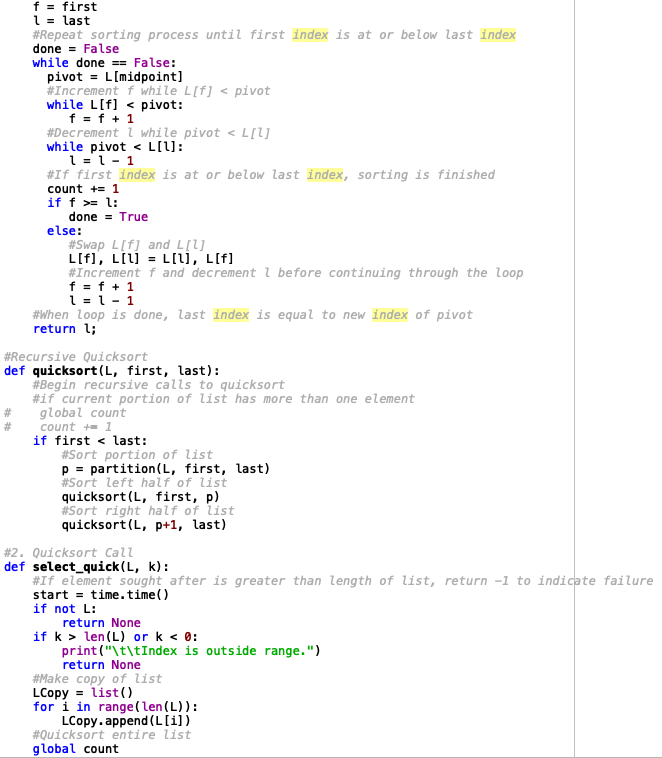 f = first
l = last
#Repeat sorting process until first index is at or below last index
done = False
while done == False:
pivot = L[midpoint]
#Increment f while L[f] < pivot
while L[f] < pivot:
f = f + 1
#Decrement l while pivot < L[l]
while pivot < L[l]:
l = l - 1
#If first index is at or below last index, sorting is finished
count += 1
if f >= l:
done = True
else:
#Swap L[f] and L[l]
L[f], L[l] = L[l], L[f]
#Increment f and decrement l before continuing through the loop
f = f + 1
l = l - 1
#When loop is done, last index is equal to new index of pivot
return l;
#Recursive Quicksort
def quicksort(L, first, last):
#Begin recursive calls to quicksort
#if current portion of list has more than one element
#    global count
#    count += 1
if first < last:
#Sort portion of list
p = partition(L, first, last)
#Sort left half of list
quicksort(L, first, p)
#Sort right half of list
quicksort(L, p+1, last)
#2. Quicksort Call
def select_quick(L, k):
#If element sought after is greater than length of list, return -1 to indicate failure
start = time.time()
if not L:
return None
if k > len(L) or k < 0:
print("\t\tIndex is outside range.")
return None
#Make copy of list
LCopy = list()
for i in range(len(L)):
LCopy.append(L[i])
#Quicksort entire list
global count